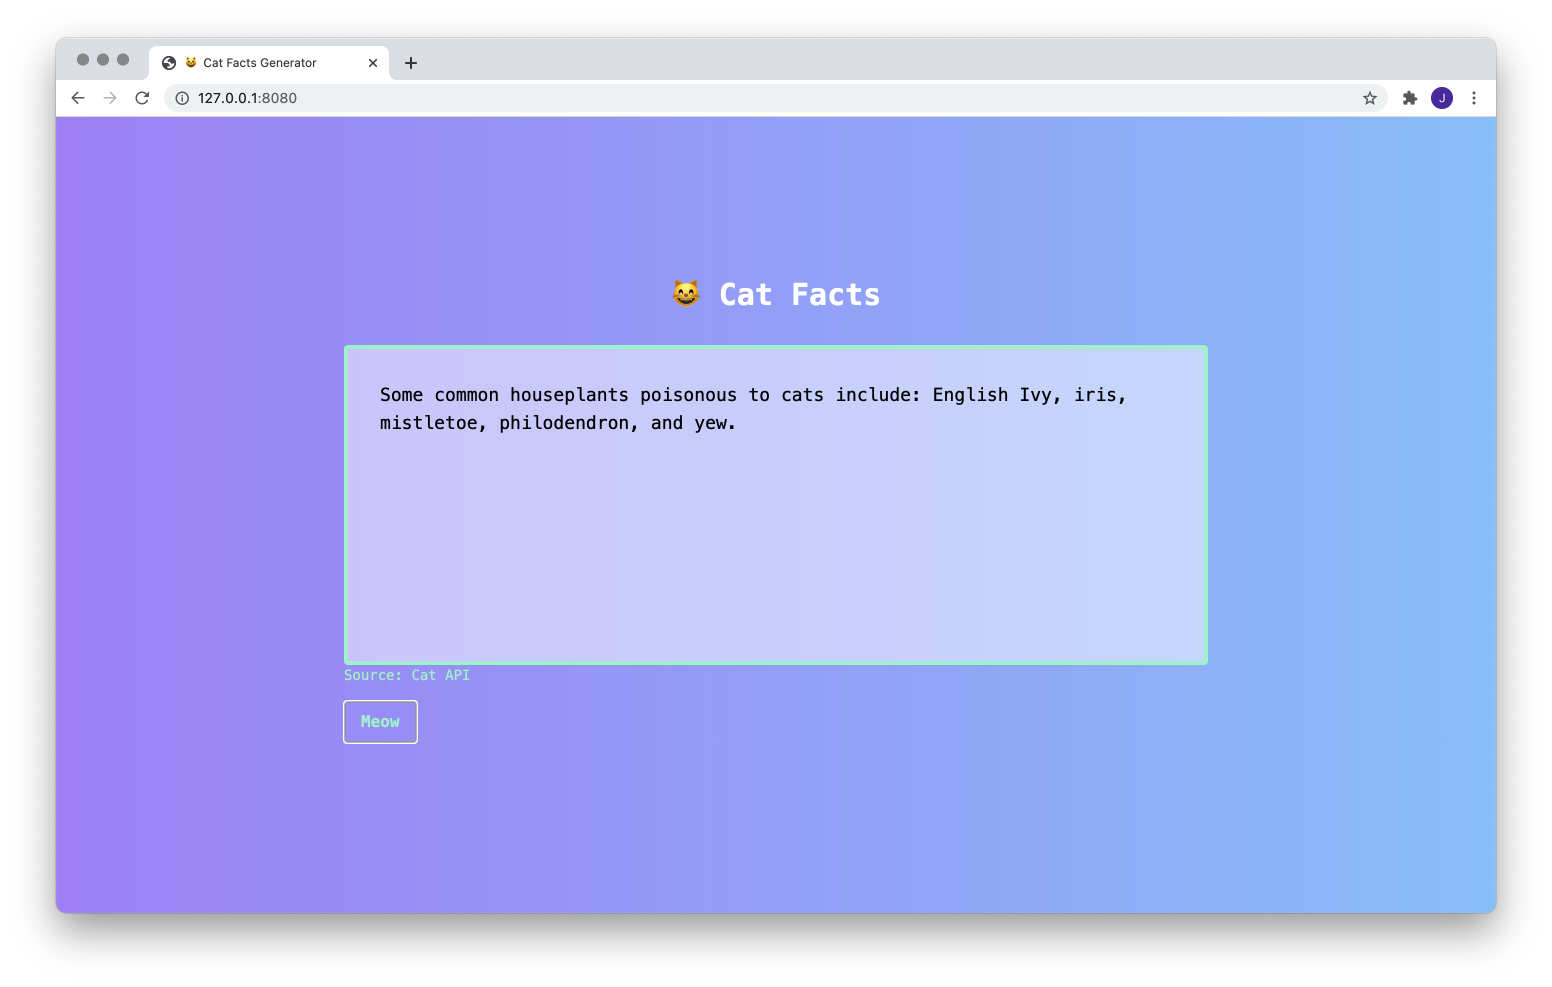 😸 Cat Facts Generator
127.0.0.1:8080
J
😸 Cat Facts
Some common houseplants poisonous to cats include: English Ivy, iris,
mistletoe, philodendron, and yew.
Source: Cat API
Meow